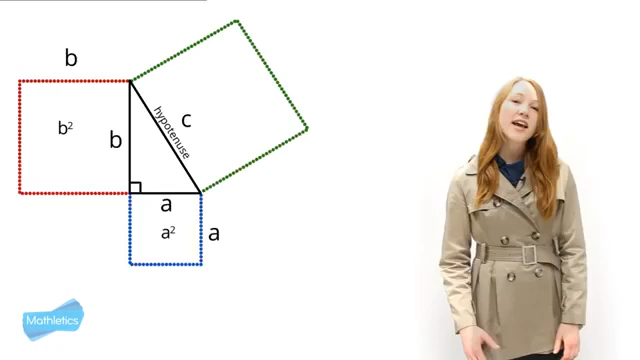 b
b²
b
hypotenuse
c
a
a²
a
Mathletics